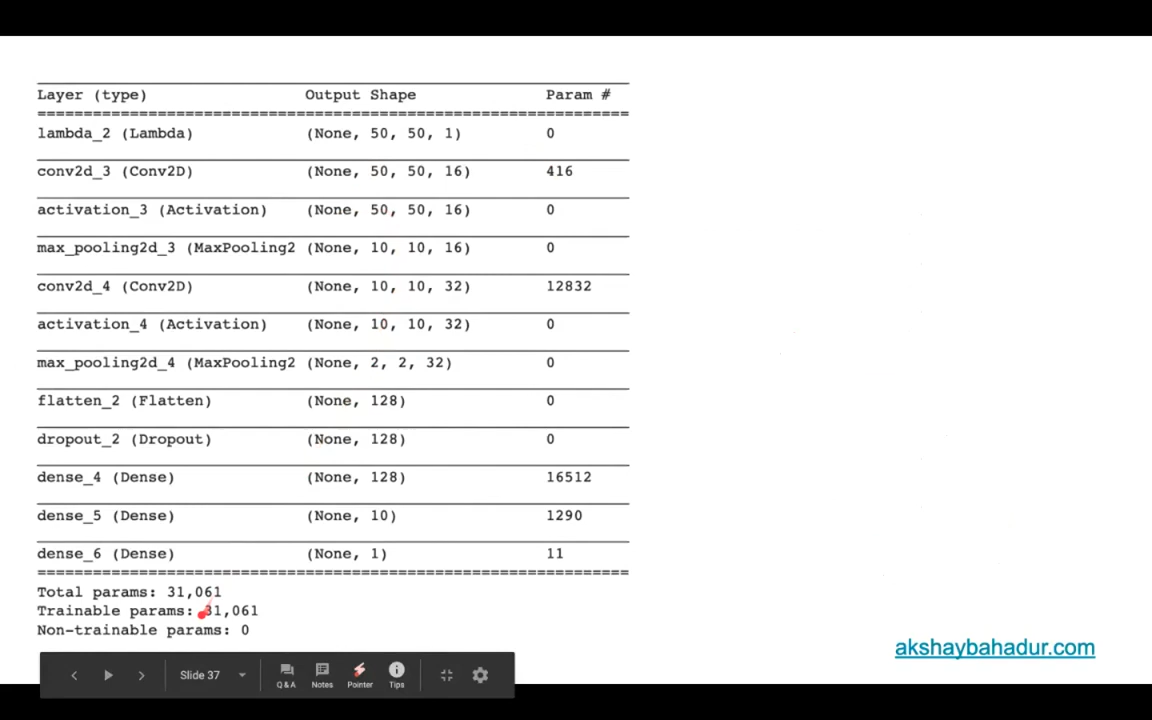 Layer (type) Output Shape Param #
lambda_2 (Lambda) (None, 50, 50, 1) 0
conv2d_3 (Conv2D) (None, 50, 50, 16) 416
activation_3 (Activation) (None, 50, 50, 16) 0
max_pooling2d_3 (MaxPooling2 (None, 10, 10, 16) 0
conv2d_4 (Conv2D) (None, 10, 10, 32) 12832
activation_4 (Activation) (None, 10, 10, 32) 0
max_pooling2d_4 (MaxPooling2 (None, 2, 2, 32) 0
flatten_2 (Flatten) (None, 128) 0
dropout_2 (Dropout) (None, 128) 0
dense_4 (Dense) (None, 128) 16512
dense_5 (Dense) (None, 10) 1290
dense_6 (Dense) (None, 1) 11
Total params: 31,061
Trainable params: 31,061
Non-trainable params: 0
akshaybahadur.com
Slide 37 Q&A Notes Pointer Tips